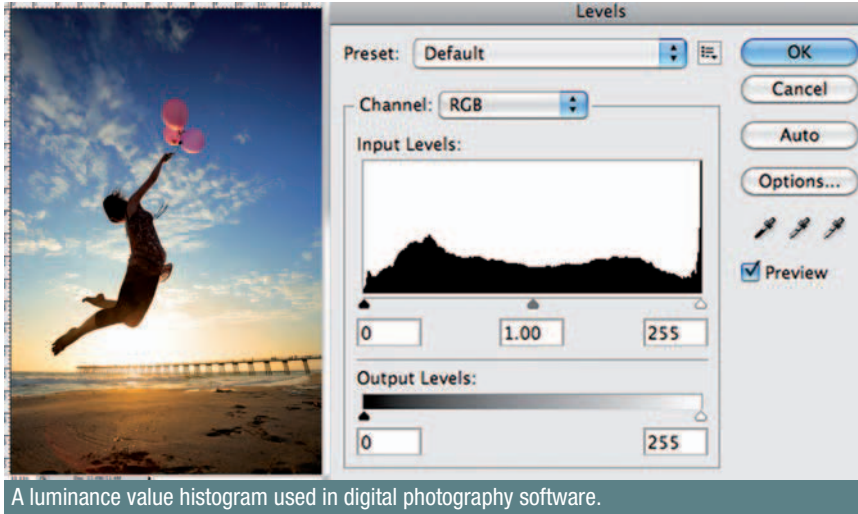 Levels
Preset: Default
OK
Channel: RGB
Cancel
Input Levels:
Auto
Options...
Preview
0 1.00 255
Output Levels:
0 255
A luminance value histogram used in digital photography software.